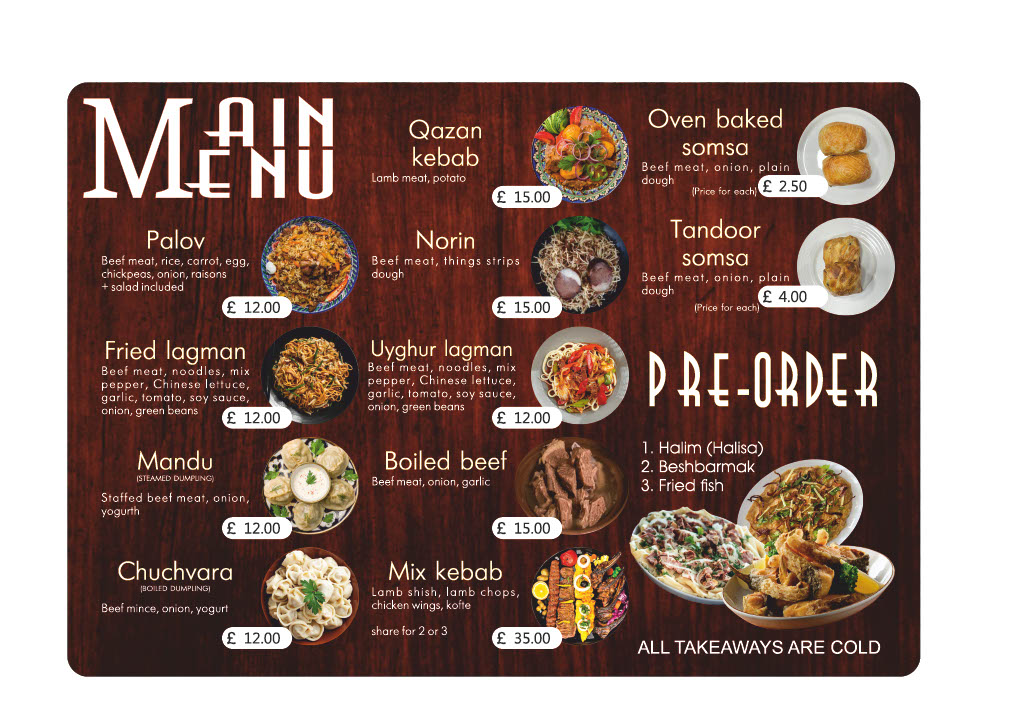 MAIN
MENU
Palov
Beef meat, rice, carrot, egg,
chickpeas, onion, raisons
+ salad included
£ 12.00
Fried lagman
Beef meat, noodles, mix
pepper, Chinese lettuce,
garlic, tomato, soy sauce,
onion, green beans
£ 12.00
Mandu
(STEAMED DUMPLING)
Staffed beef meat, onion,
yogurth
£ 12.00
Chuchvara
(BOILED DUMPLING)
Beef mince, onion, yogurt
£ 12.00
Qazan
kebab
Lamb meat, potato
£ 15.00
Norin
Beef meat, things strips
dough
£ 15.00
Uyghur lagman
Beef meat, noodles, mix
pepper, Chinese lettuce,
garlic, tomato, soy sauce,
onion, green beans
£ 12.00
Boiled beef
Beef meat, onion, garlic
£ 15.00
Mix kebab
Lamb shish, lamb chops,
chicken wings, kofte
share for 2 or 3
£ 35.00
Oven baked
somsa
Beef meat, onion, plain
dough
(Price for each)
£ 2.50
Tandoor
somsa
Beef meat, onion, plain
dough
(Price for each)
£ 4.00
PRE-ORDER
1. Halim (Halisa)
2. Beshbarmak
3. Fried fish
ALL TAKEAWAYS ARE COLD